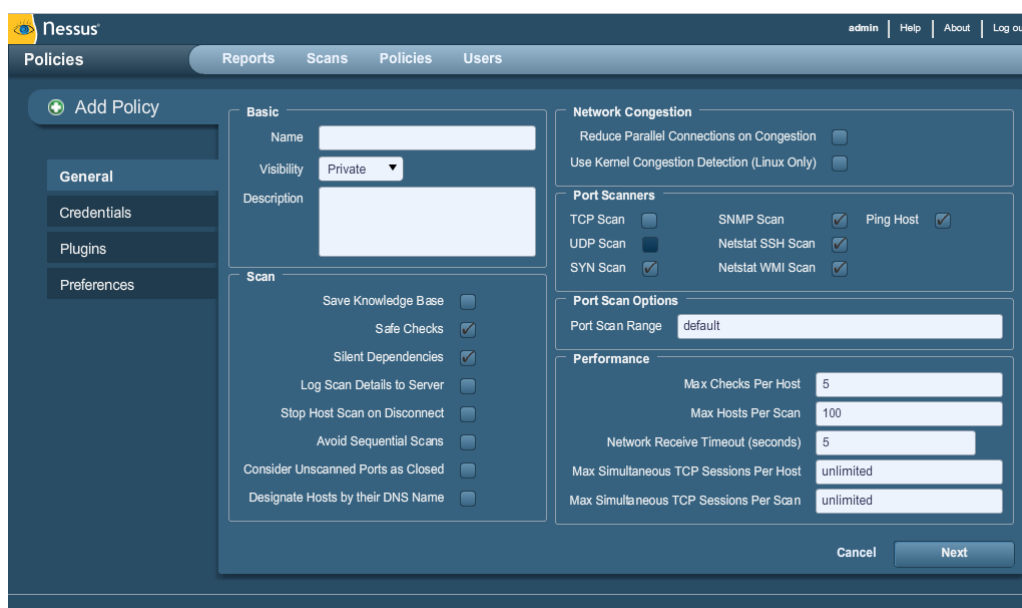 Nessus
admin
Help
About
Log ou
Policies
Reports
Scans
Policies
Users
Add Policy
General
Credentials
Plugins
Preferences
Basic
Name
Visibility
Private
Description
Scan
Save Knowledge Base
Safe Checks
Silent Dependencies
Log Scan Details to Server
Stop Host Scan on Disconnect
Avoid Sequential Scans
Consider Unscanned Ports as Closed
Designate Hosts by their DNS Name
Network Congestion
Reduce Parallel Connections on Congestion
Use Kernel Congestion Detection (Linux Only)
Port Scanners
TCP Scan
SNMP Scan
Ping Host
UDP Scan
Netstat SSH Scan
SYN Scan
Netstat WMI Scan
Port Scan Options
Port Scan Range
default
Performance
Max Checks Per Host
5
Max Hosts Per Scan
100
Network Receive Timeout (seconds)
5
Max Simultaneous TCP Sessions Per Host
unlimited
Max Simultaneous TCP Sessions Per Scan
unlimited
Cancel
Next